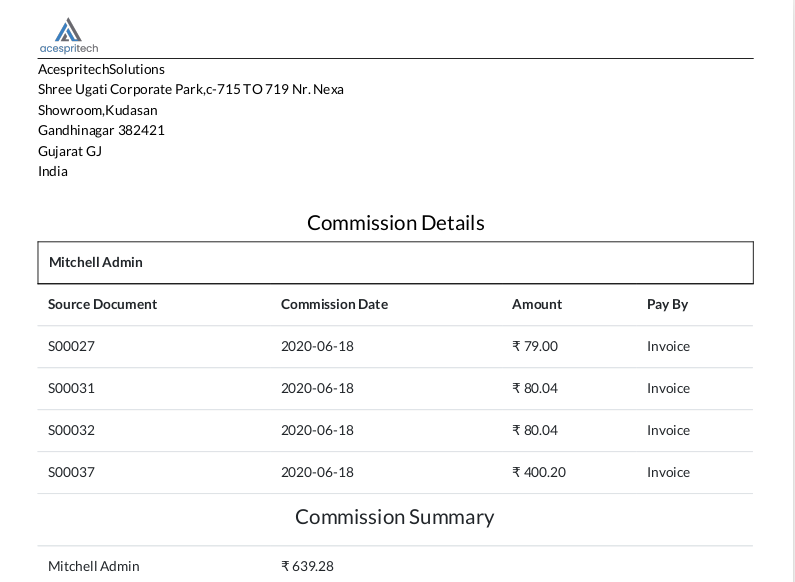 acespritech
AcespritechSolutions
Shree Ugati Corporate Park,c-715 TO 719 Nr. Nexa
Showroom,Kudasan
Gandhinagar 382421
Gujarat GJ
India
Commission Details
Mitchell Admin
Source Document Commission Date Amount Pay By
S00027 2020-06-18 ₹ 79.00 Invoice
S00031 2020-06-18 ₹ 80.04 Invoice
S00032 2020-06-18 ₹ 80.04 Invoice
S00037 2020-06-18 ₹ 400.20 Invoice
Commission Summary
Mitchell Admin ₹ 639.28